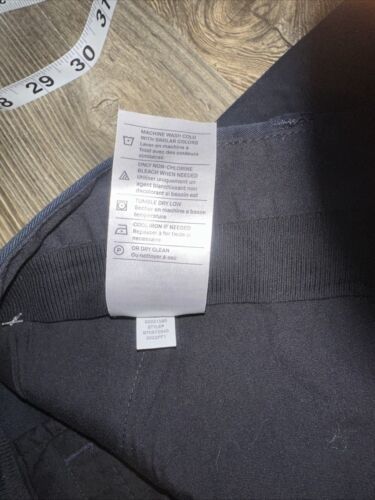 28 29 30 31
MACHINE WASH COLD
WITH SIMILAR COLORS
Laver en machine à
froid avec des couleurs
similaires
ONLY NON-CHLORINE
BLEACH WHEN NEEDED
Utiliser uniquement un
agent blanchissant non
décolorant si besoin est
TUMBLE DRY LOW
Sécher en machine à basse
température
COOL IRON IF NEEDED
Repasser à fer tiède si
nécessaire
OR DRY CLEAN
Ou nettoyer à sec
STYLE#